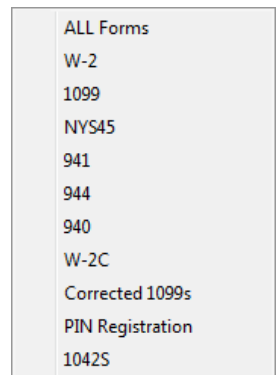 ALL Forms
W-2
1099
NYS45
941
944
940
W-2C
Corrected 1099s
PIN Registration
1042S